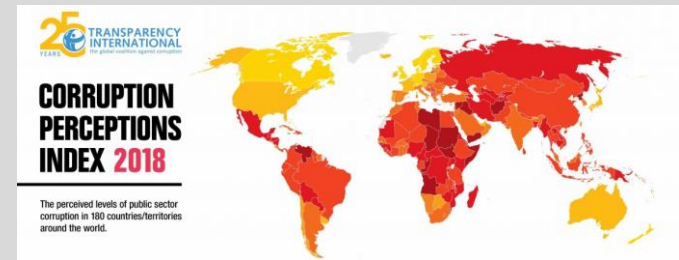 25
YEARS
TRANSPARENCY
INTERNATIONAL
the global coalition against corruption
CORRUPTION
PERCEPTIONS
INDEX 2018
The perceived levels of public sector
corruption in 180 countries/territories
around the world.